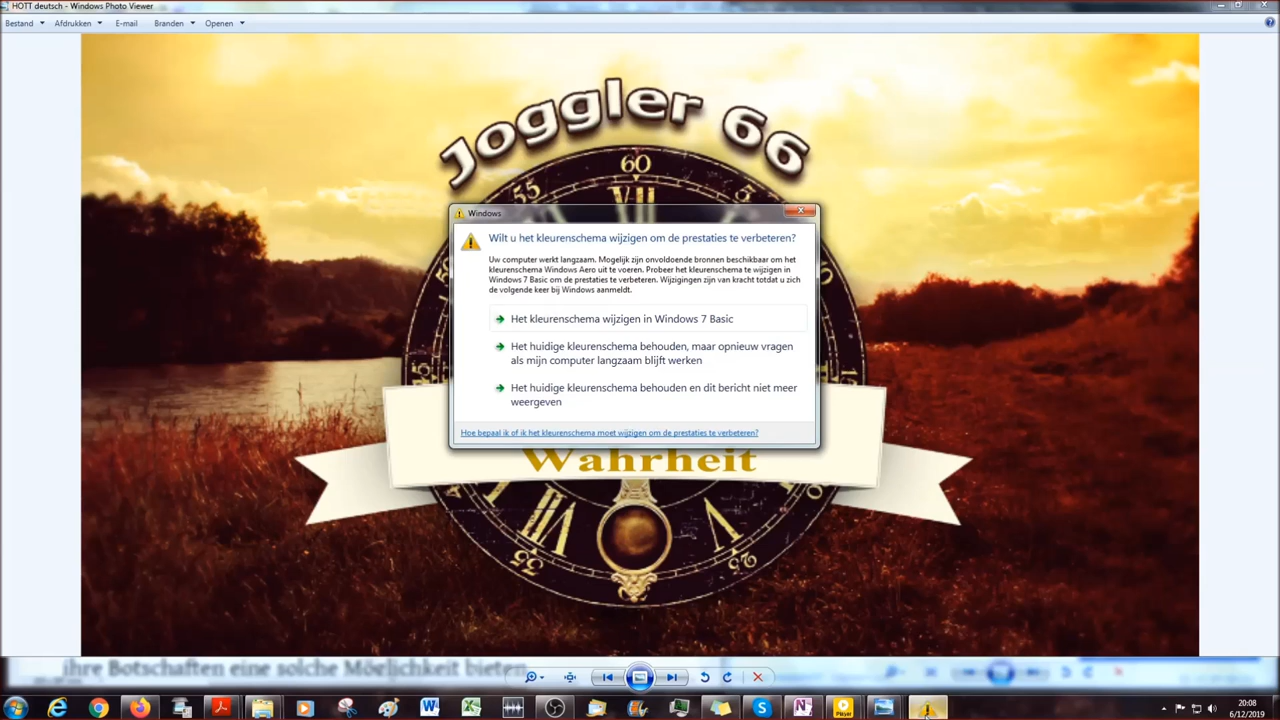 HOTT deutsch - Windows Photo Viewer
Bestand Afdrukken E-mail Branden Openen
Joggler 66
60
55
5
VII
Windows
Wilt u het kleurenschema wijzigen om de prestaties te verbeteren?
Uw computer werkt langzaam. Mogelijk zijn onvoldoende bronnen beschikbaar om het
kleurenschema Windows Aero uit te voeren. Probeer het kleurenschema te wijzigen in
Windows 7 Basic om de prestaties te verbeteren. Wijzigingen zijn van kracht totdat u zich
de volgende keer bij Windows aanmeldt.
Het kleurenschema wijzigen in Windows 7 Basic
Het huidige kleurenschema behouden, maar opnieuw vragen
als mijn computer langzaam blijft werken
Het huidige kleurenschema behouden en dit bericht niet meer
weergeven
Hoe bepaal ik of ik het kleurenschema moet wijzigen om de prestaties te verbeteren?
Wahrheit
35
25
ihre Botschaften eine solche Möglichkeit bieten
Player
20:08
6/12/2019